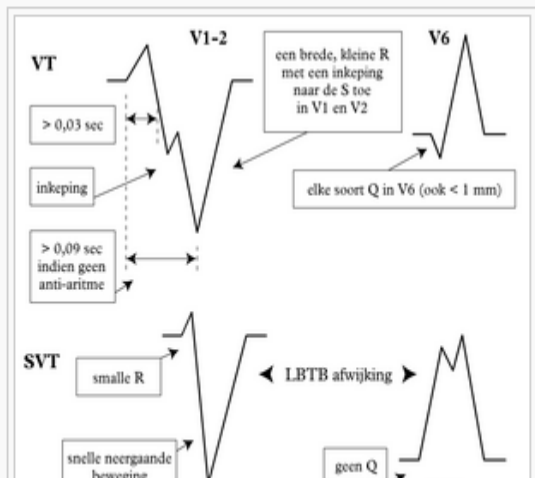 VT
V1-2
V6
een brede, kleine R
met een inkeping
naar de S toe
in V1 en V2
> 0,03 sec
inkeping
elke soort Q in V6 (ook < 1 mm)
> 0,09 sec
indien geen
anti-aritme
SVT
smalle R
LBTB afwijking
snelle neergaande
beweging
geen Q